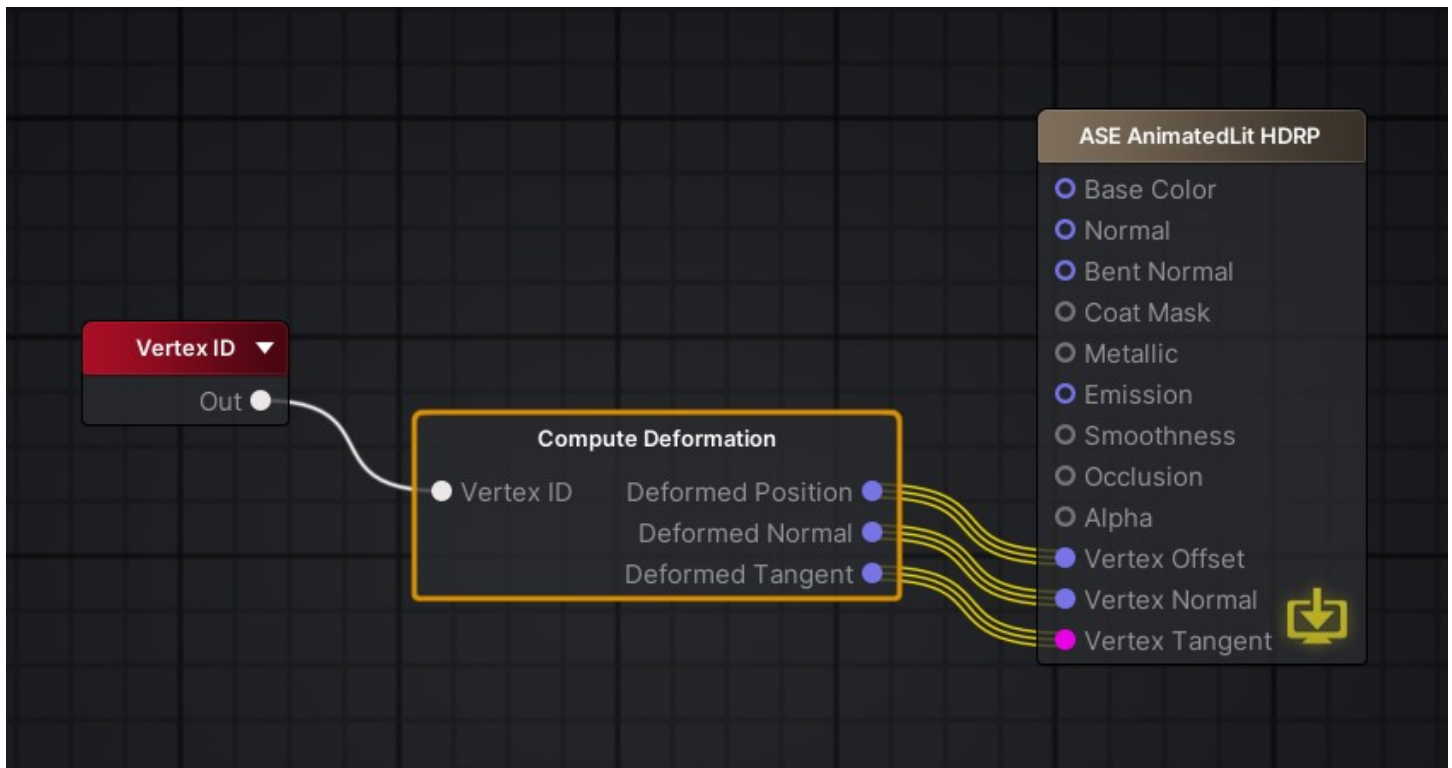 ASE AnimatedLit HDRP
Base Color
Normal
Bent Normal
Coat Mask
Metallic
Emission
Smoothness
Occlusion
Alpha
Vertex Offset
Vertex Normal
Vertex Tangent
Vertex ID
Out
Compute Deformation
Vertex ID Deformed Position
Deformed Normal
Deformed Tangent